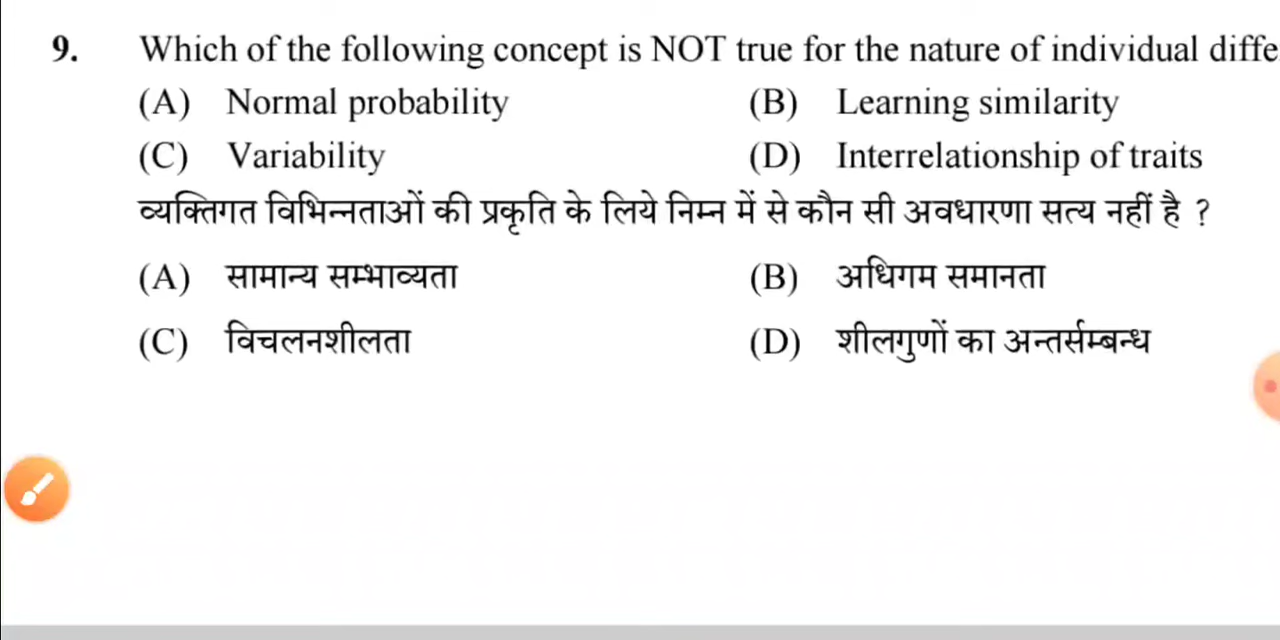 9. Which of the following concept is NOT true for the nature of individual
(A) Normal probability (B) Learning similarity
(C) Variability (D) Interrelationship of traits
व्यक्तिगत विभिन्नताओं की प्रकृति के लिये निम्न में से कौन सी अवधारणा सत्य नहीं है ?
(A) सामान्य सम्भाव्यता (B) अधिगम समानता
(C) विचलनशीलता (D) शीलगुणों का अन्तर्सम्बन्ध